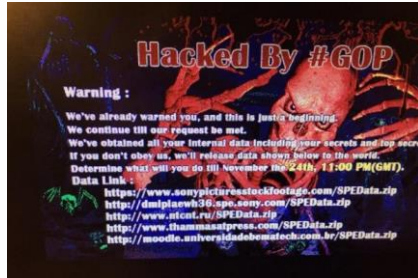 Hacked By #GOP
Warning :
We've already warned you, and this is just a beginning.
We continue till our request be met.
We've obtained all your internal data including your secrets and top secre
If you don't obey us, we'll release data shown below to the world.
Determine what will you do till November the 24th, 11:00 PM(GMT).
Data Link :
https://www.sonypicturesstockfootage.com/SPEData.zip
http://dmiplaewh36.spe.sony.com/SPEData.zip
http://www.ntcnt.ru/SPEData.zip
http://www.thammasatpress.com/SPEData.zip
http://moodle.universidadebematech.com.br/SPEData.zip